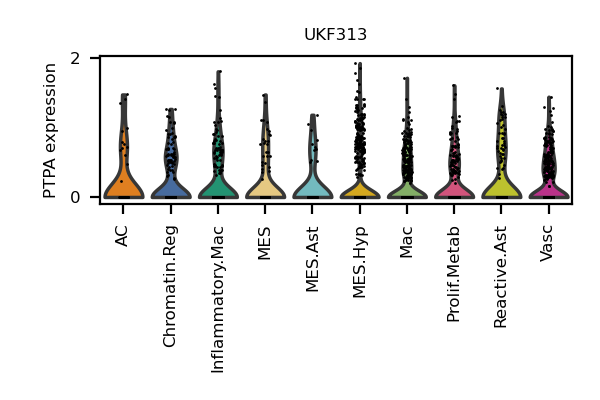 UKF313
PTPA expression
2
0
AC
Chromatin.Reg
Inflammatory.Mac
MES
MES.Ast
MES.Hyp
Mac
Prolif.Metab
Reactive.Ast
Vasc